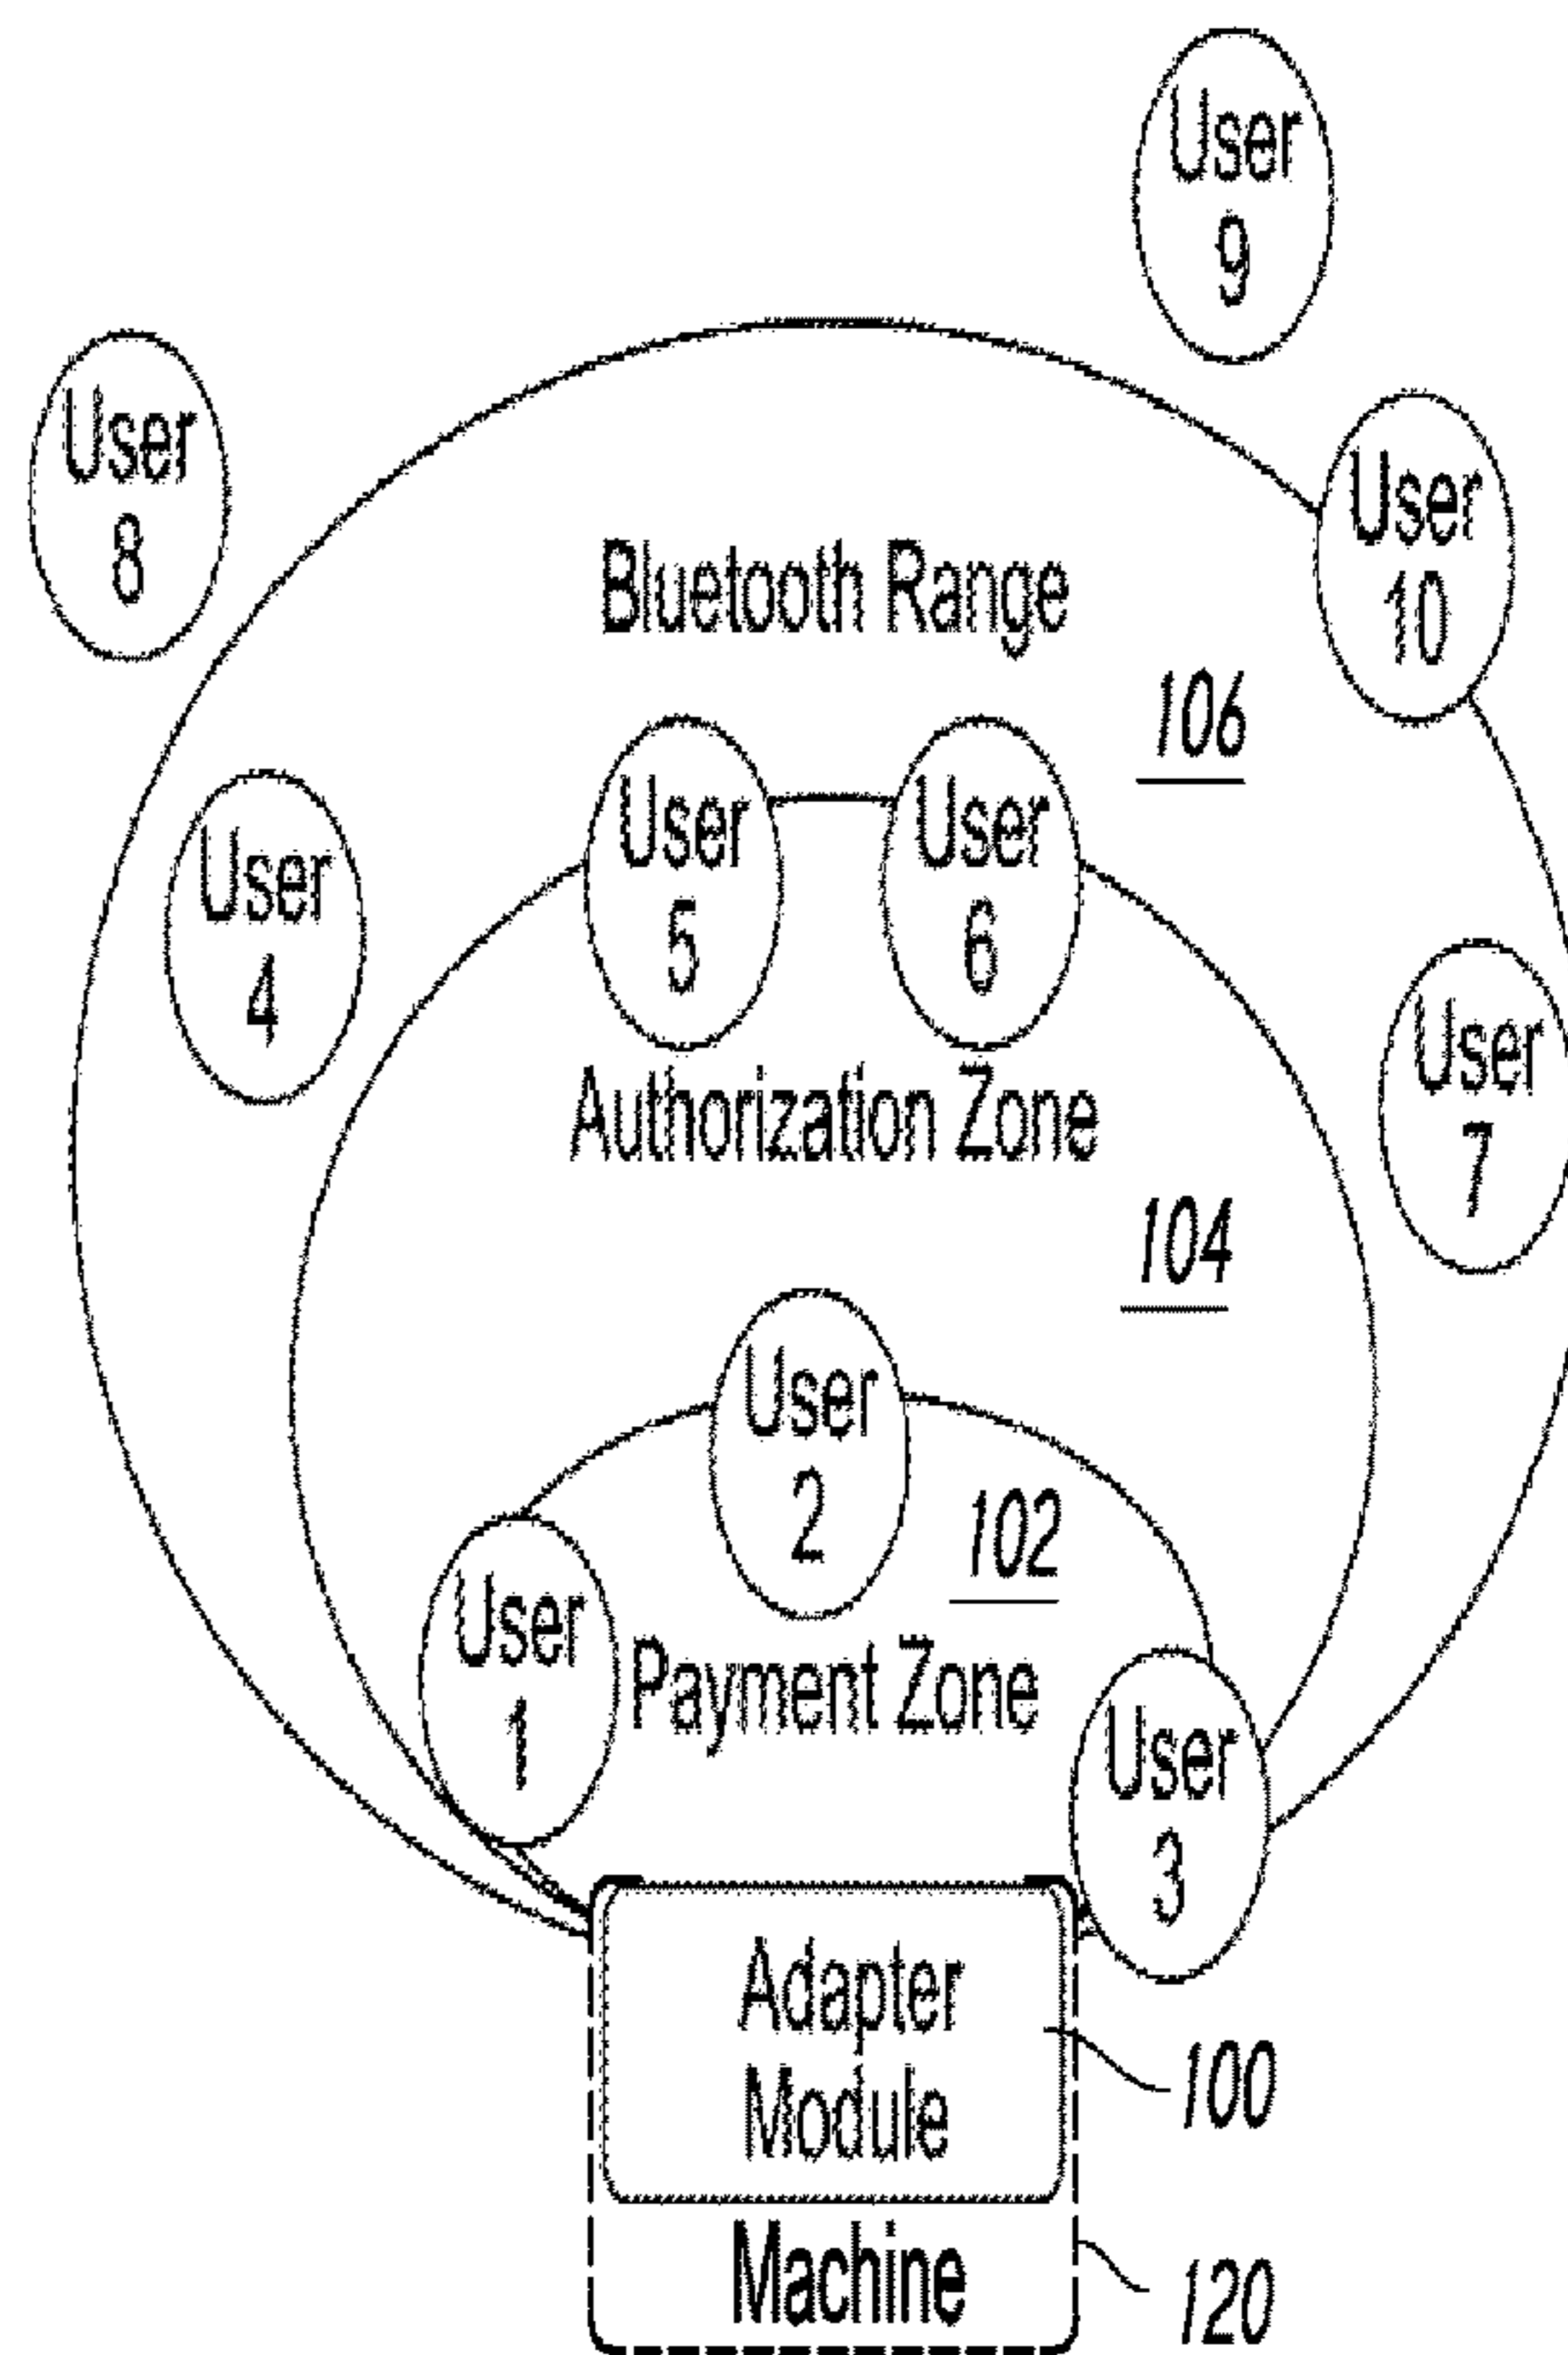 User
9
User
8
User
10
Bluetooth Range
106
User
5
User
6
User
4
User
7
Authorization Zone
104
User
2
102
User
1
Payment Zone
User
3
Adapter
Module
100
Machine
120